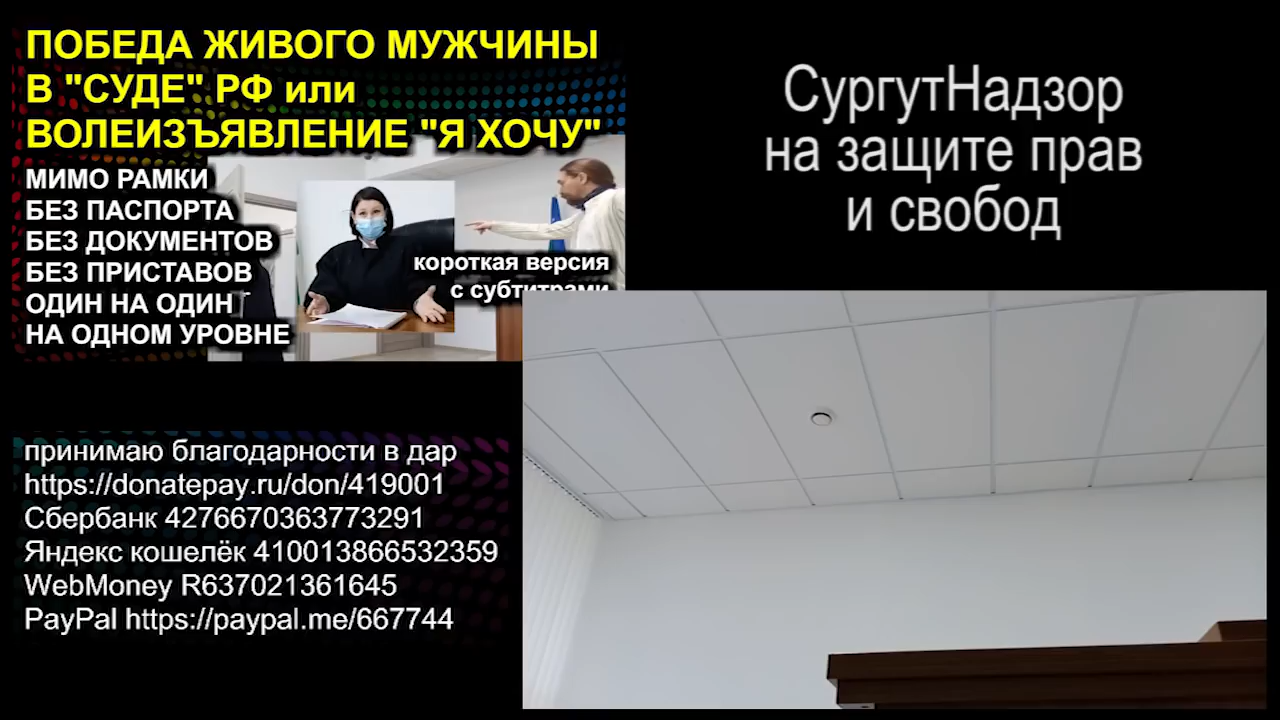 ПОБЕДА ЖИВОГО МУЖЧИНЫ
В "СУДЕ" РФ или
ВОЛЕИЗЪЯВЛЕНИЕ "Я ХОЧУ"
МИМО РАМКИ
БЕЗ ПАСПОРТА
БЕЗ ДОКУМЕНТОВ
БЕЗ ПРИСТАВОВ
ОДИН НА ОДИН
НА ОДНОМ УРОВНЕ
короткая версия
с субтитрами
СургутНадзор
на защите прав
и свобод
принимаю благодарности в дар
https://donatepay.ru/don/419001
Сбербанк 4276670363773291
Яндекс кошелёк 410013866532359
WebMoney R637021361645
PayPal https://paypal.me/667744